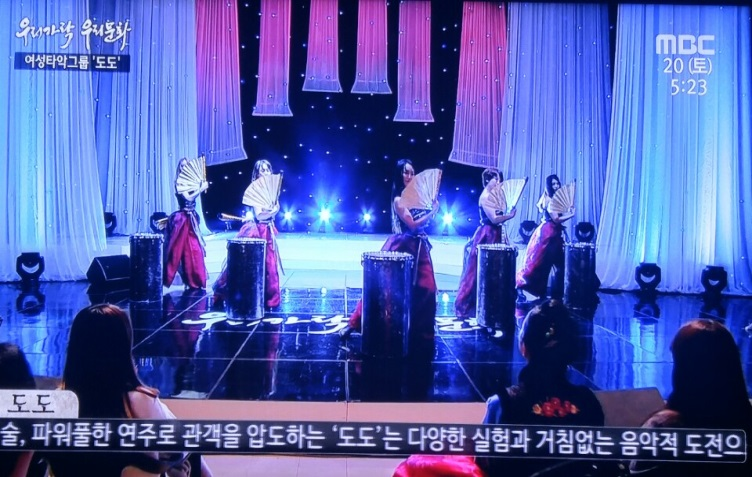 우리가락 우리문화
여성타악그룹 '도도'
MBC
20 (토)
5:23
도도
술, 파워풀한 연주로 관객을 압도하는 '도도'는 다양한 실험과 거침없는 음악적 도전으